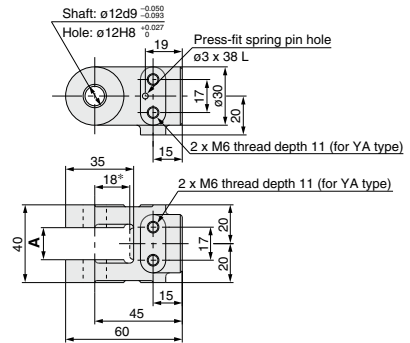 Shaft: ø12d9 −0.050 −0.093
Hole: ø12H8 +0.027 0
Press-fit spring pin hole
ø3 x 38 L
19
17
ø30
20
15
2 x M6 thread depth 11 (for YA type)
35
18*
2 x M6 thread depth 11 (for YA type)
40
A
17
20
20
15
45
60